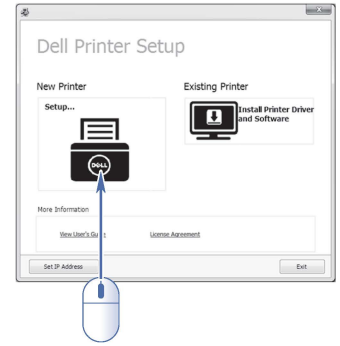 Dell Printer Setup
New Printer
Existing Printer
Setup...
Install Printer Driver
and Software
DELL
More Information
View User's
License Agreement
Set IP Address
Exit